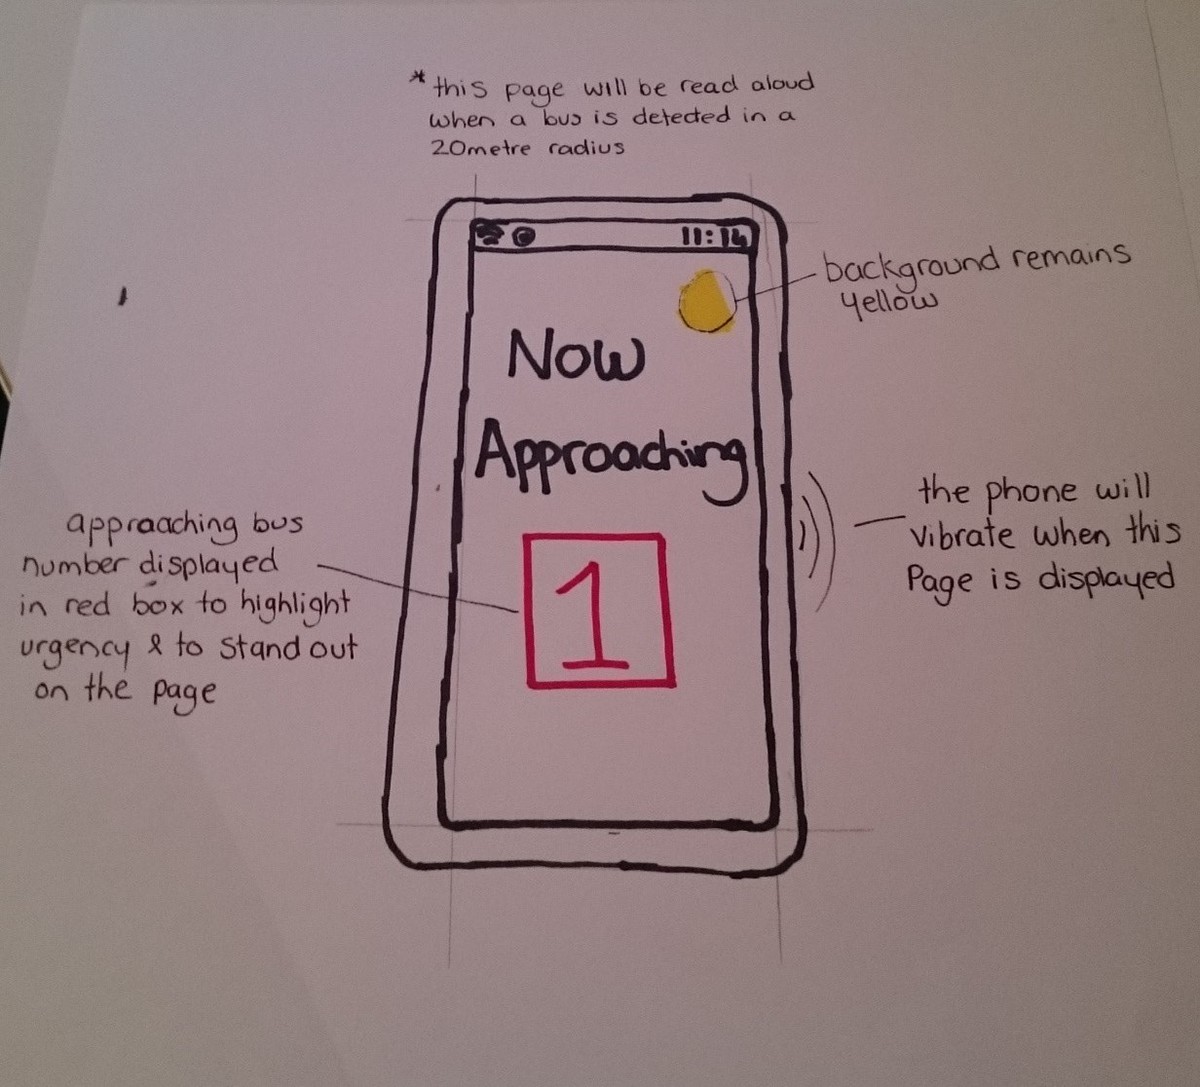 * this page will be read aloud
when a bus is detected in a
20metre radius
11:14
background remains
yellow
Now
Approaching
the phone will
vibrate when this
Page is displayed
appraaching bus
number displayed
in red box to highlight
urgency & to stand out
on the page
1